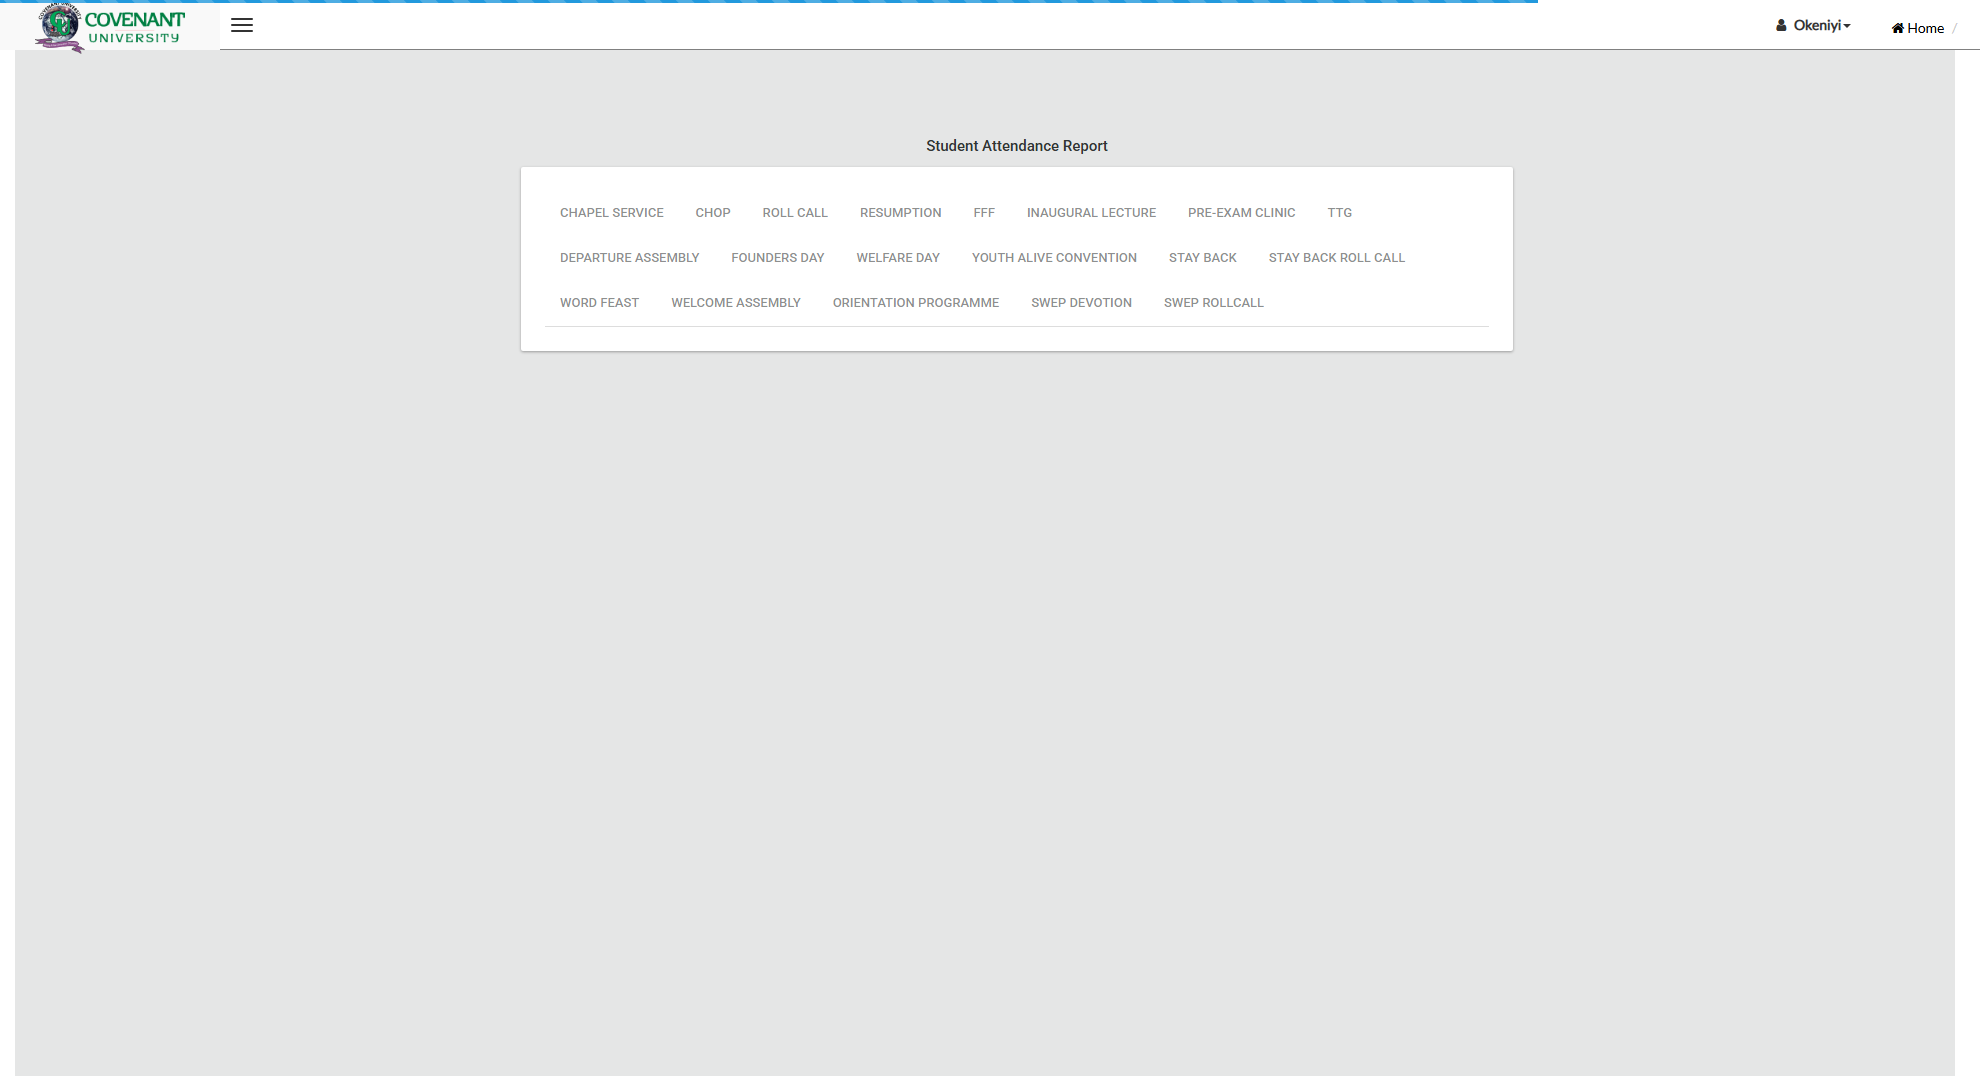 COVENANT
UNIVERSITY
Okeniyi
Home /
Student Attendance Report
CHAPEL SERVICE CHOP ROLL CALL RESUMPTION FFF INAUGURAL LECTURE PRE-EXAM CLINIC TTG
DEPARTURE ASSEMBLY FOUNDERS DAY WELFARE DAY YOUTH ALIVE CONVENTION STAY BACK STAY BACK ROLL CALL
WORD FEAST WELCOME ASSEMBLY ORIENTATION PROGRAMME SWEP DEVOTION SWEP ROLLCALL